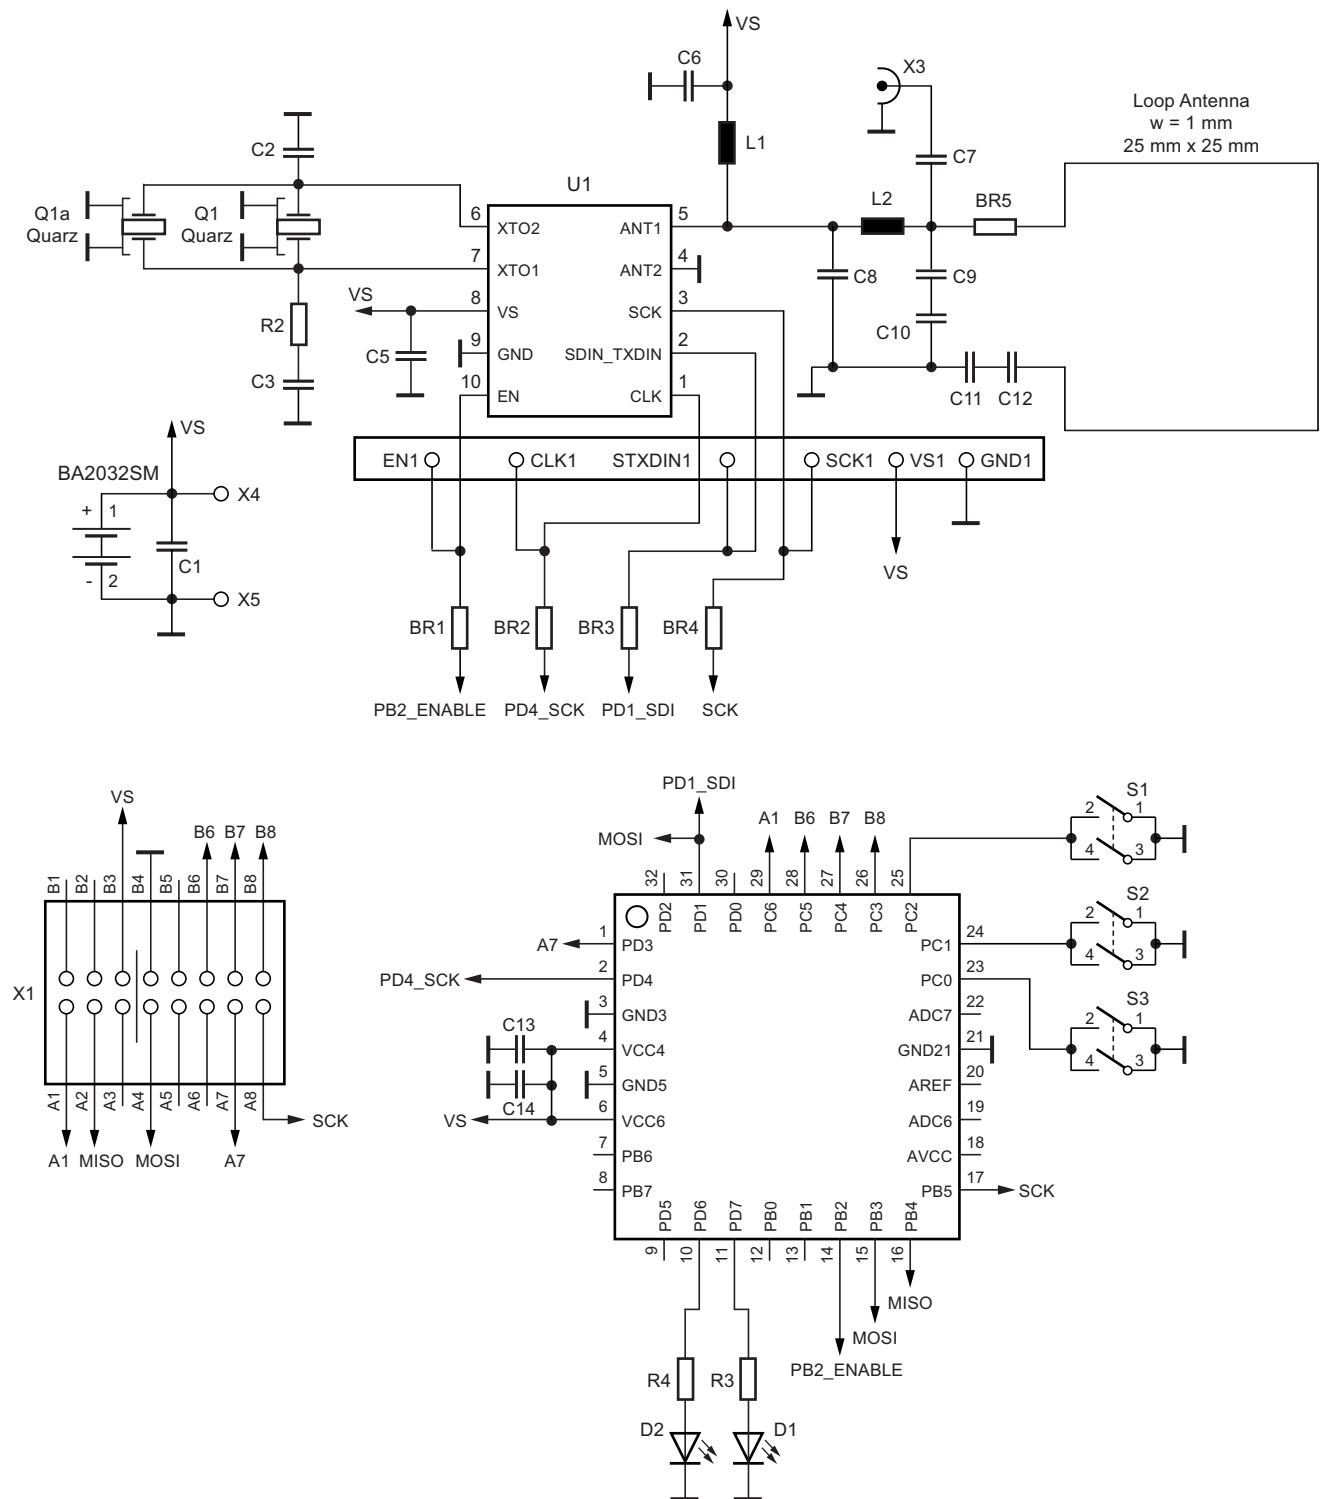 VS
C6
X3
Loop Antenna
w = 1 mm
25 mm x 25 mm
L1
C7
C2
U1
L2
BR5
Q1a
Quarz
Q1
Quarz
6 XTO2 ANT1 5
7 XTO1 ANT2 4
VS
8 VS SCK 3
9 GND SDIN_TXDIN 2
10 EN CLK 1
C8
C9
C10
R2
C5
C3
C11
C12
VS
EN1
CLK1
STXDIN1
SCK1
VS1
GND1
BA2032SM
X4
+ 1
C1
- 2
X5
VS
BR1
BR2
BR3
BR4
PB2_ENABLE
PD4_SCK
PD1_SDI
SCK
VS
B6
B7
B8
B1
B2
B3
B4
B5
B6
B7
B8
X1
A1
A2
A3
A4
A5
A6
A7
A8
SCK
A1
MISO
MOSI
A7
PD1_SDI
MOSI
A1
B6
B7
B8
32
31
30
29
28
27
26
25
PD2
PD1
PD0
PC6
PC5
PC4
PC3
PC2
A7
1 PD3
PD4_SCK
2 PD4
3 GND3
C13
4 VCC4
5 GND5
C14
VS
6 VCC6
7 PB6
8 PB7
PC1 24
PC0 23
ADC7 22
GND21 21
AREF 20
ADC6 19
AVCC 18
PB5 17
SCK
S1
2 1
4 3
S2
2 1
4 3
S3
2 1
4 3
PD5
PD6
PD7
PB0
PB1
PB2
PB3
PB4
9
10
11
12
13
14
15
16
MISO
MOSI
PB2_ENABLE
R4
R3
D2
D1